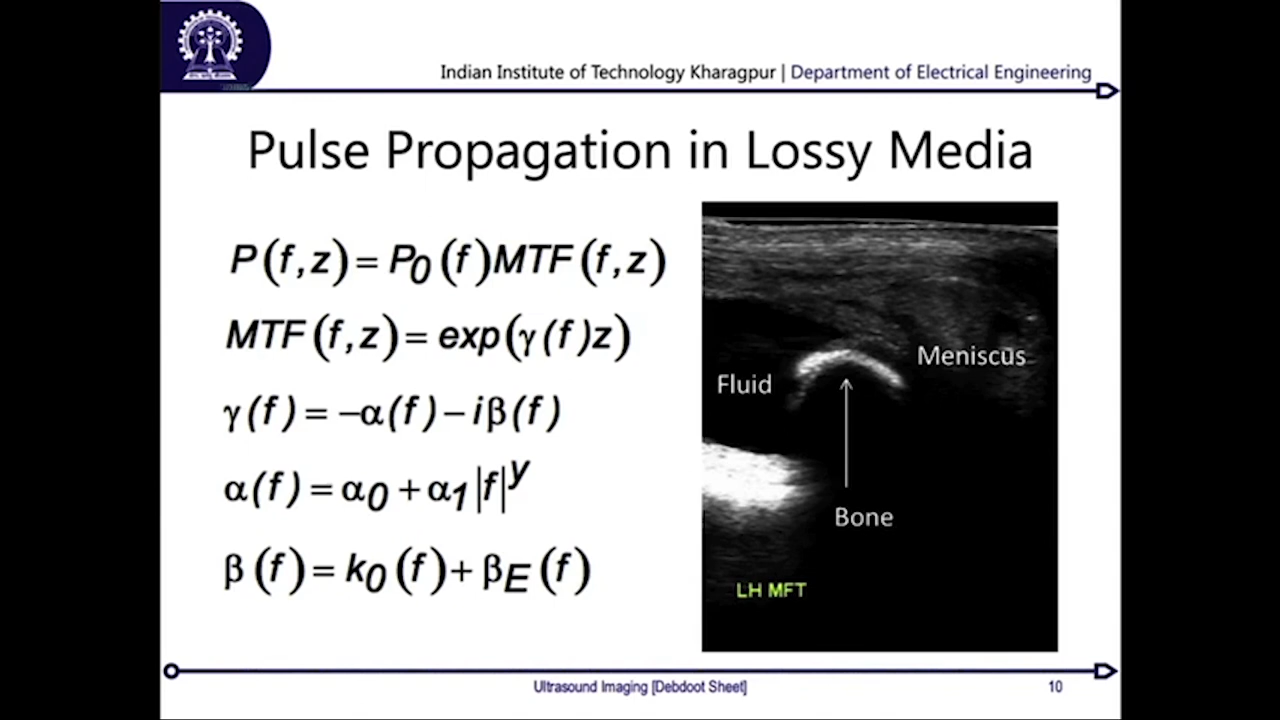 Indian Institute of Technology Kharagpur | Department of Electrical Engineering
Pulse Propagation in Lossy Media
P(f,z)=P₀(f)MTF(f,z)
MTF(f,z)=exp(γ(f)z)
γ(f)=−α(f)−iβ(f)
α(f)=α₀+α₁|f|ʸ
β(f)=k₀(f)+β_E(f)
Meniscus
Fluid
Bone
LH MFT
Ultrasound Imaging [Debdoot Sheet]
10